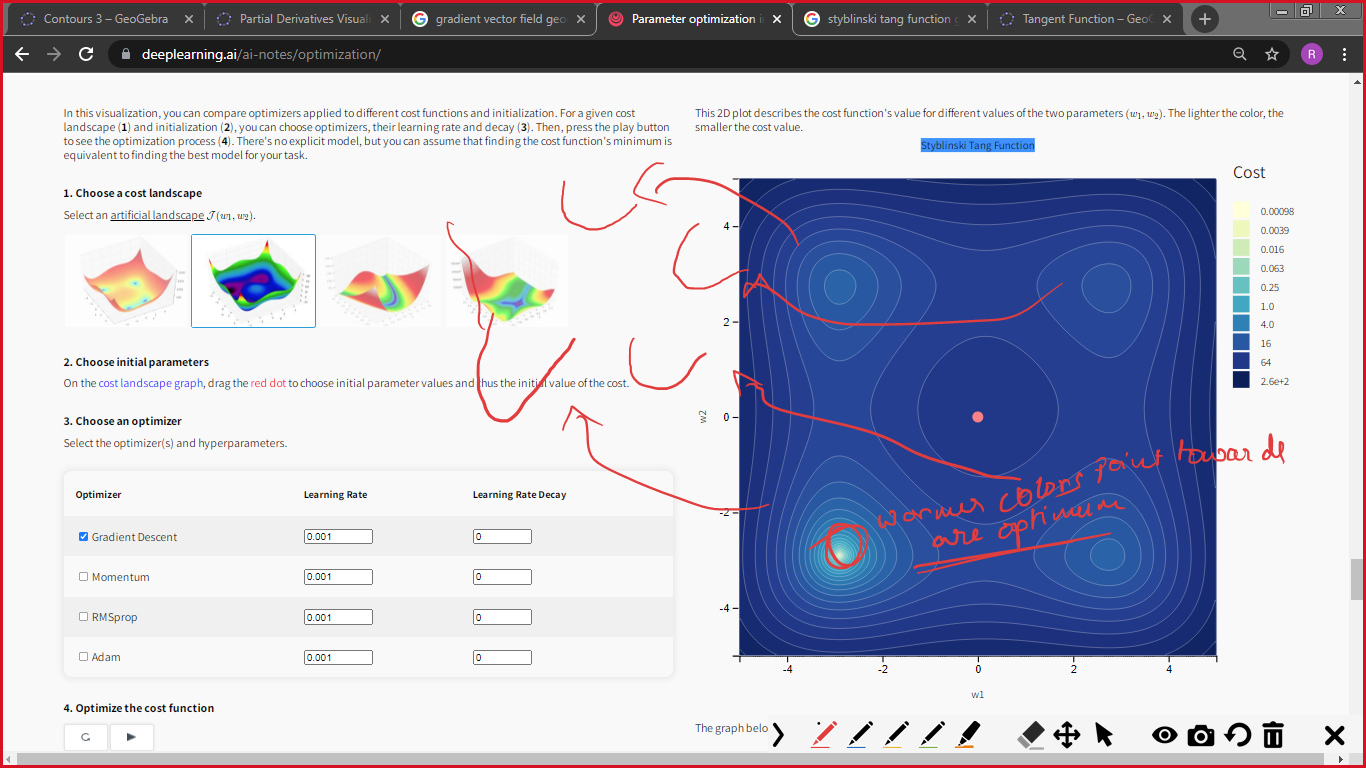 Contours 3 – GeoGebra
Partial Derivatives Visuali
gradient vector field geo
Parameter optimization i
styblinski tang function g
Tangent Function – GeoG
deeplearning.ai/ai-notes/optimization/
R
In this visualization, you can compare optimizers applied to different cost functions and initialization. For a given cost
landscape (1) and initialization (2), you can choose optimizers, their learning rate and decay (3). Then, press the play button
to see the optimization process (4). There's no explicit model, but you can assume that finding the cost function's minimum is
equivalent to finding the best model for your task.
1. Choose a cost landscape
Select an artificial landscape 𝒥(w₁, w₂).
2. Choose initial parameters
On the cost landscape graph, drag the red dot to choose initial parameter values and thus the initial value of the cost.
3. Choose an optimizer
Select the optimizer(s) and hyperparameters.
Optimizer Learning Rate Learning Rate Decay
Gradient Descent 0.001 0
Momentum 0.001 0
RMSprop 0.001 0
Adam 0.001 0
4. Optimize the cost function
This 2D plot describes the cost function's value for different values of the two parameters (w₁, w₂). The lighter the color, the
smaller the cost value.
Styblinski Tang Function
Cost
0.00098
0.0039
0.016
0.063
0.25
1.0
4.0
16
64
2.6e+2
4
2
0
-2
-4
w2
-4 -2 0 2 4
w1
warmer colors point towards
are optimum
The graph belo